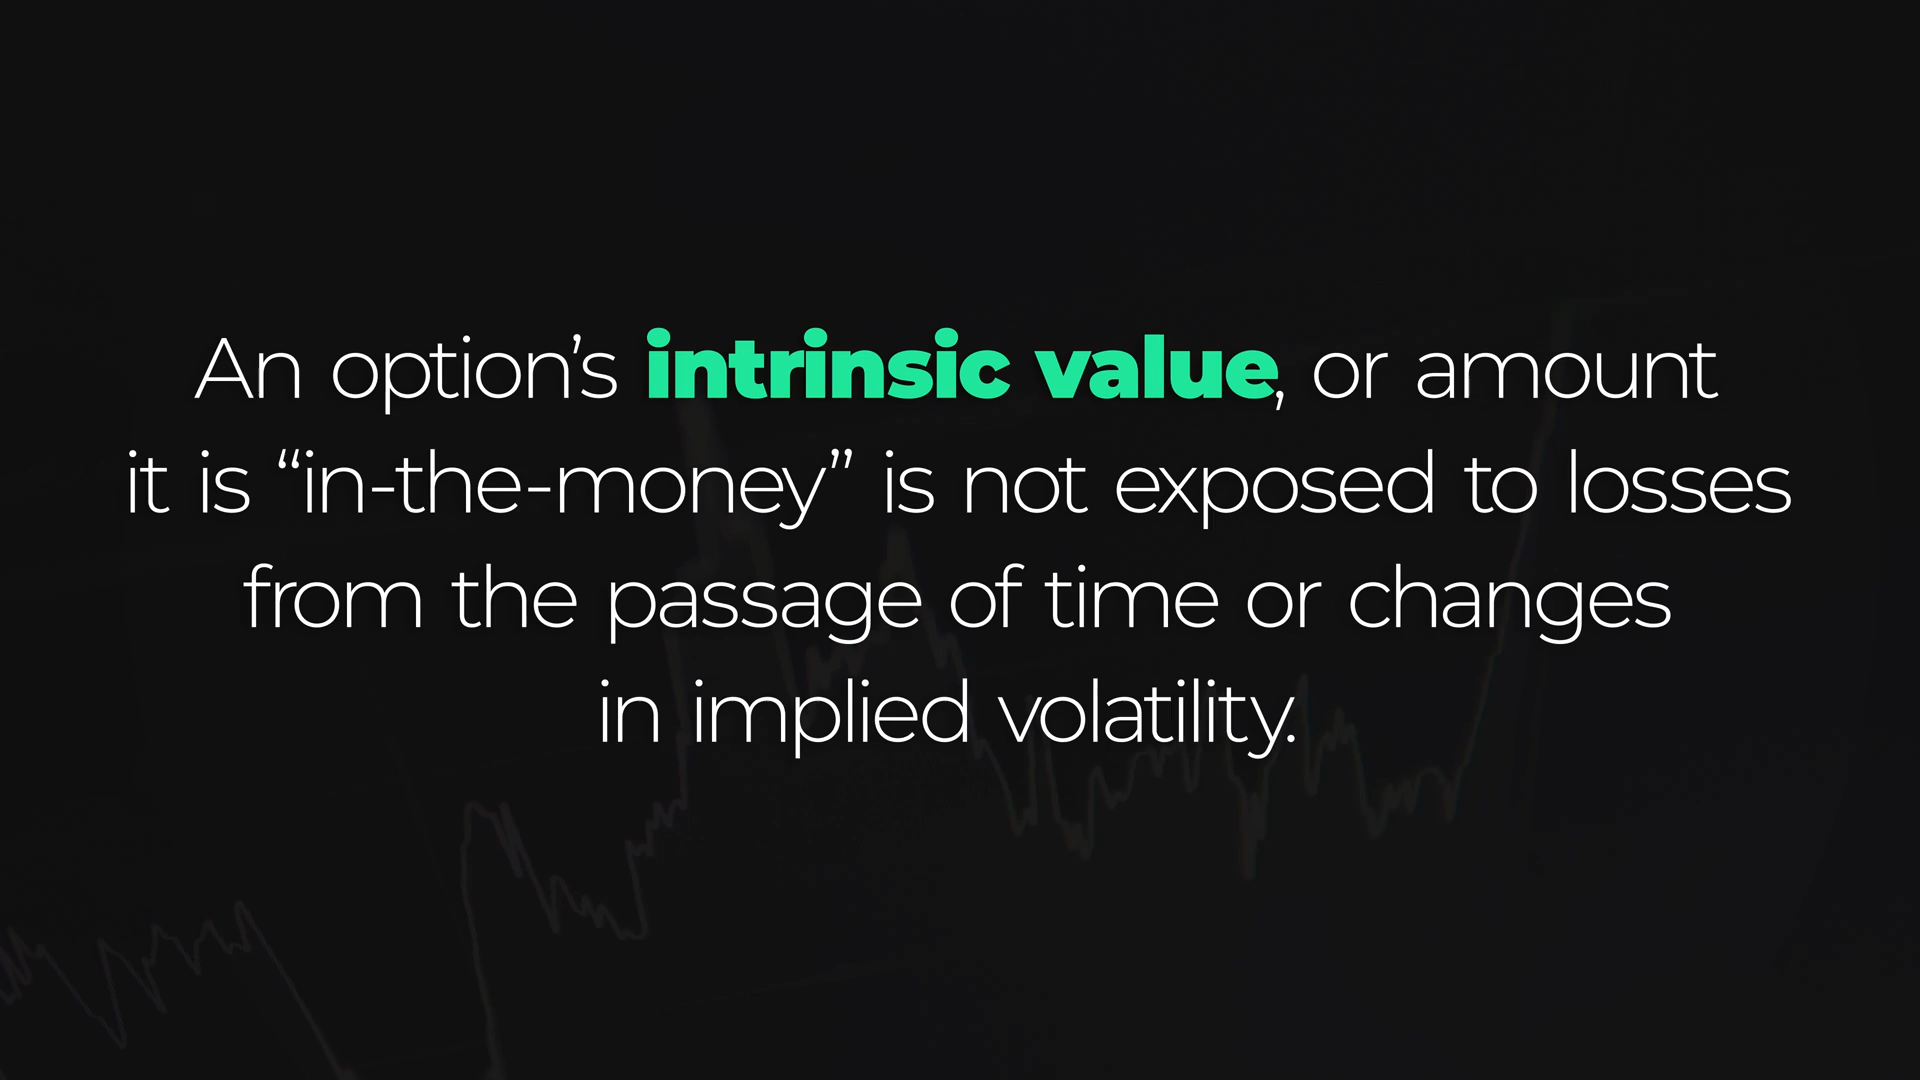 An option’s intrinsic value, or amount
it is “in-the-money” is not exposed to losses
from the passage of time or changes
in implied volatility.